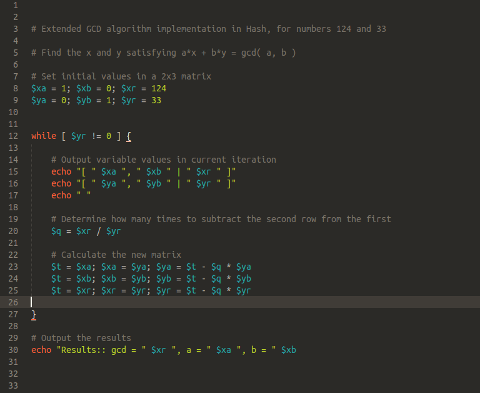 1
2
3 # Extended GCD algorithm implementation in Hash, for numbers 124 and 33
4
5 # Find the x and y satisfying a*x + b*y = gcd( a, b )
6
7 # Set initial values in a 2x3 matrix
8 $xa = 1; $xb = 0; $xr = 124
9 $ya = 0; $yb = 1; $yr = 33
10
11
12 while [ $yr != 0 ] {
13
14 # Output variable values in current iteration
15 echo "[ " $xa ", " $xb " | " $xr " ]"
16 echo "[ " $ya ", " $yb " | " $yr " ]"
17 echo " "
18
19 # Determine how many times to subtract the second row from the first
20 $q = $xr / $yr
21
22 # Calculate the new matrix
23 $t = $xa; $xa = $ya; $ya = $t - $q * $ya
24 $t = $xb; $xb = $yb; $yb = $t - $q * $yb
25 $t = $xr; $xr = $yr; $yr = $t - $q * $yr
26
27 }
28
29 # Output the results
30 echo "Results:: gcd = " $xr ", a = " $xa ", b = " $xb
31
32
33